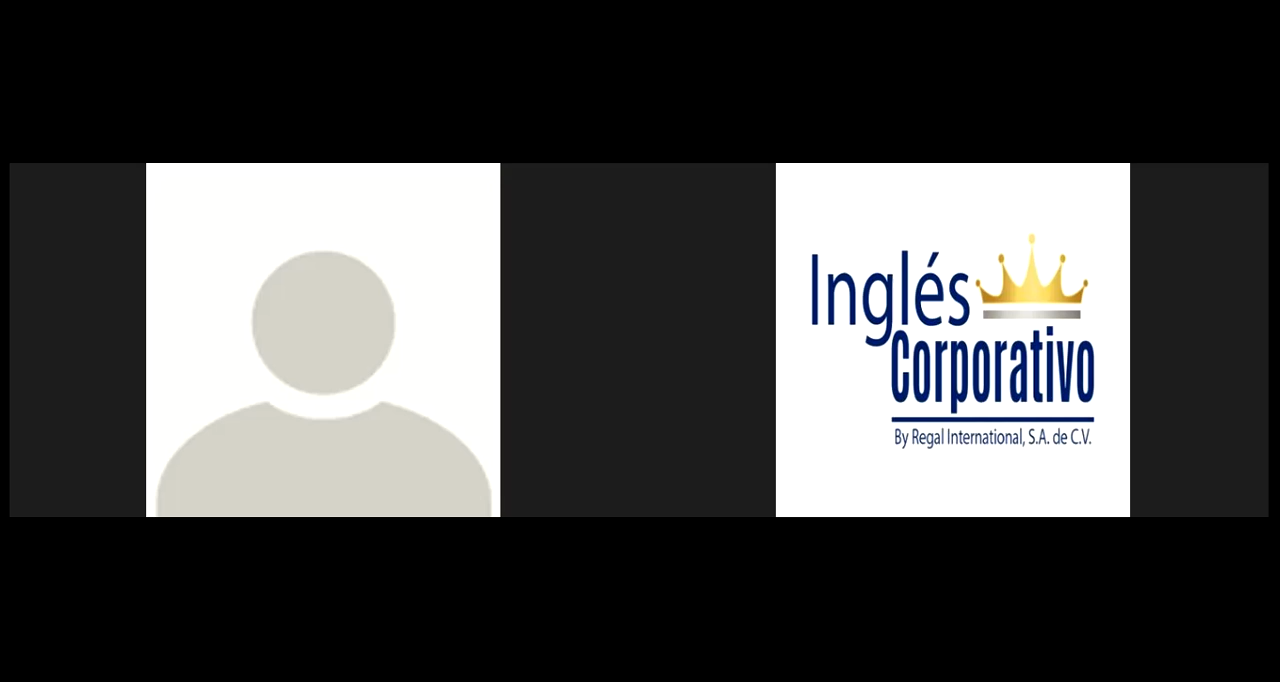 Inglés
Corporativo
By Regal International, S.A. de C.V.